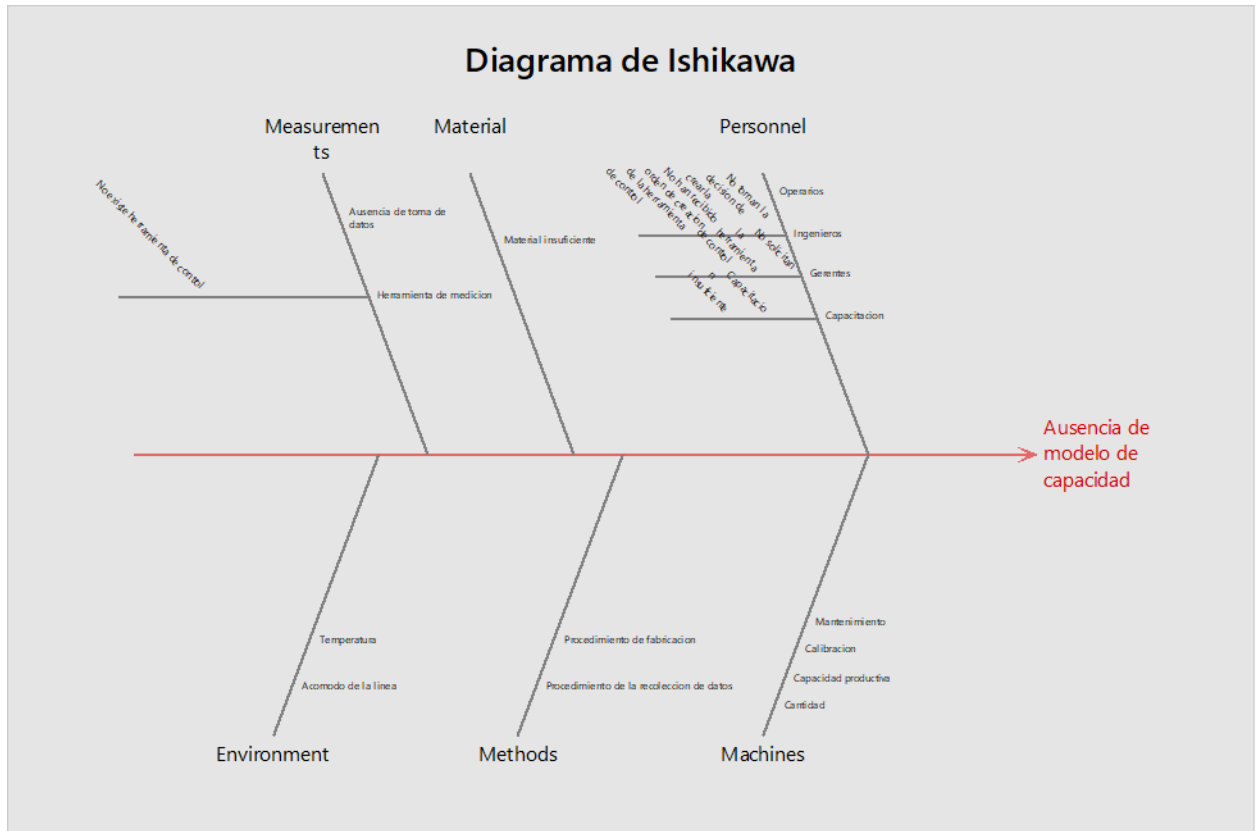 Diagrama de Ishikawa
Measuremen
ts
Material
Personnel
No existe herramienta de control
Ausencia de toma de
datos
Herramienta de medicion
Material insuficiente
Operarios
No toman la
decision de
crearla
Ingenieros
No han recibido la
orden de creacion
de la herramienta
de control
Gerentes
No solicitan
la
herramienta
de control
Capacitacion
Capacitacio
n
insuficiente
Ausencia de
modelo de
capacidad
Temperatura
Acomodo de la linea
Environment
Procedimiento de fabricacion
Procedimiento de la recoleccion de datos
Methods
Mantenimiento
Calibracion
Capacidad productiva
Cantidad
Machines